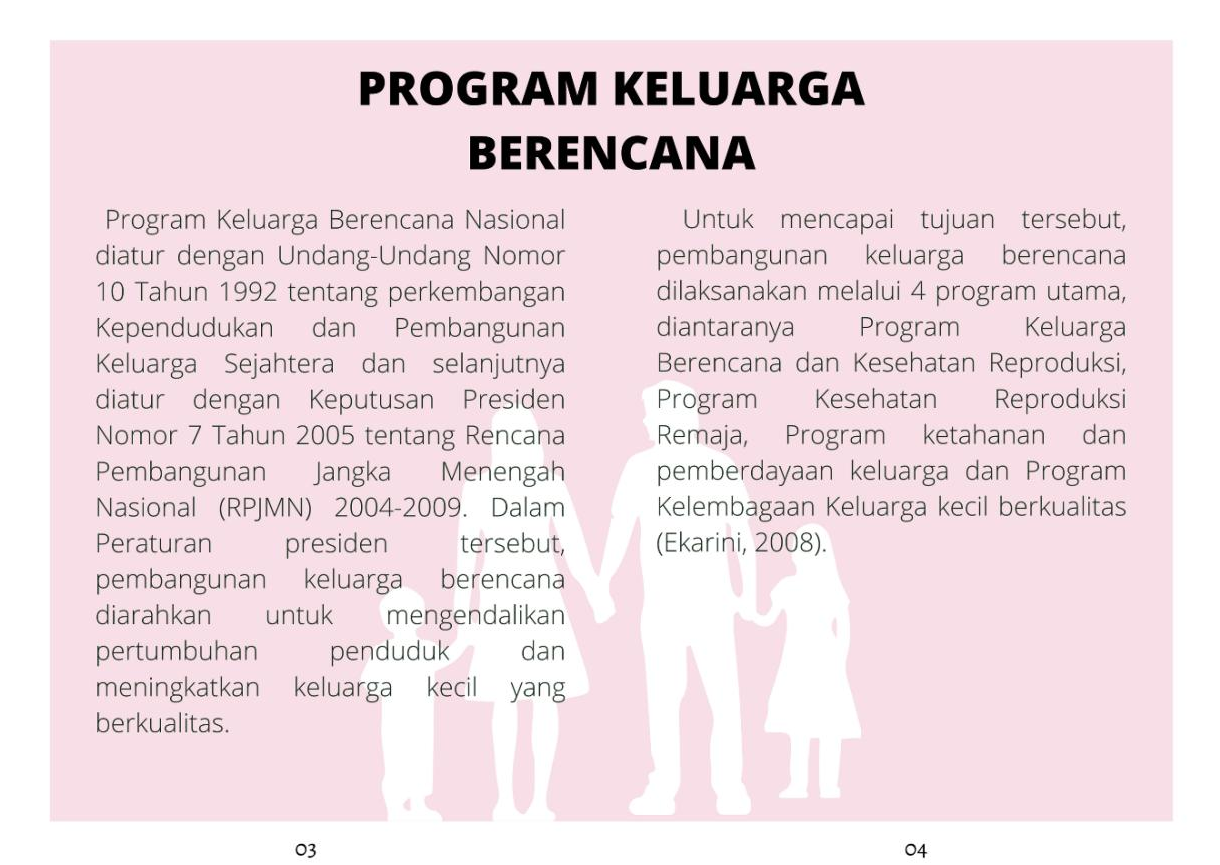 PROGRAM KELUARGA
BERENCANA
Program Keluarga Berencana Nasional
diatur dengan Undang-Undang Nomor
10 Tahun 1992 tentang perkembangan
Kependudukan dan Pembangunan
Keluarga Sejahtera dan selanjutnya
diatur dengan Keputusan Presiden
Nomor 7 Tahun 2005 tentang Rencana
Pembangunan Jangka Menengah
Nasional (RPJMN) 2004-2009. Dalam
Peraturan presiden tersebut,
pembangunan keluarga berencana
diarahkan untuk mengendalikan
pertumbuhan penduduk dan
meningkatkan keluarga kecil yang
berkualitas.
Untuk mencapai tujuan tersebut,
pembangunan keluarga berencana
dilaksanakan melalui 4 program utama,
diantaranya Program Keluarga
Berencana dan Kesehatan Reproduksi,
Program Kesehatan Reproduksi
Remaja, Program ketahanan dan
pemberdayaan keluarga dan Program
Kelembagaan Keluarga kecil berkualitas
(Ekarini, 2008).
03
04